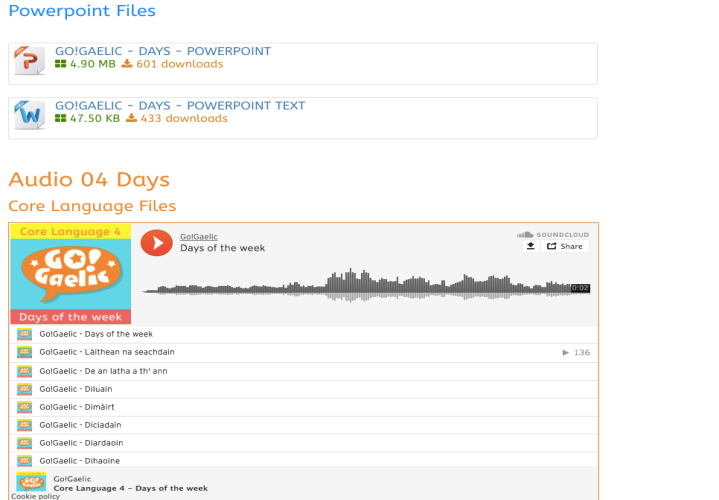 Powerpoint Files
GO!GAELIC - DAYS - POWERPOINT
4.90 MB 601 downloads
GO!GAELIC - DAYS - POWERPOINT TEXT
47.50 KB 433 downloads
Audio 04 Days
Core Language Files
Core Language 4
GO!
Gaelic
Days of the week
Go!Gaelic
Days of the week
SOUNDCLOUD
Share
0:02
Go!Gaelic - Days of the week
Go!Gaelic - Làithean na seachdain
136
Go!Gaelic - De an latha a th' ann
Go!Gaelic - Diluain
Go!Gaelic - Dimàirt
Go!Gaelic - Diciadain
Go!Gaelic - Diardaoin
Go!Gaelic - Dihaoine
Go!Gaelic
Core Language 4 - Days of the week
Cookie policy